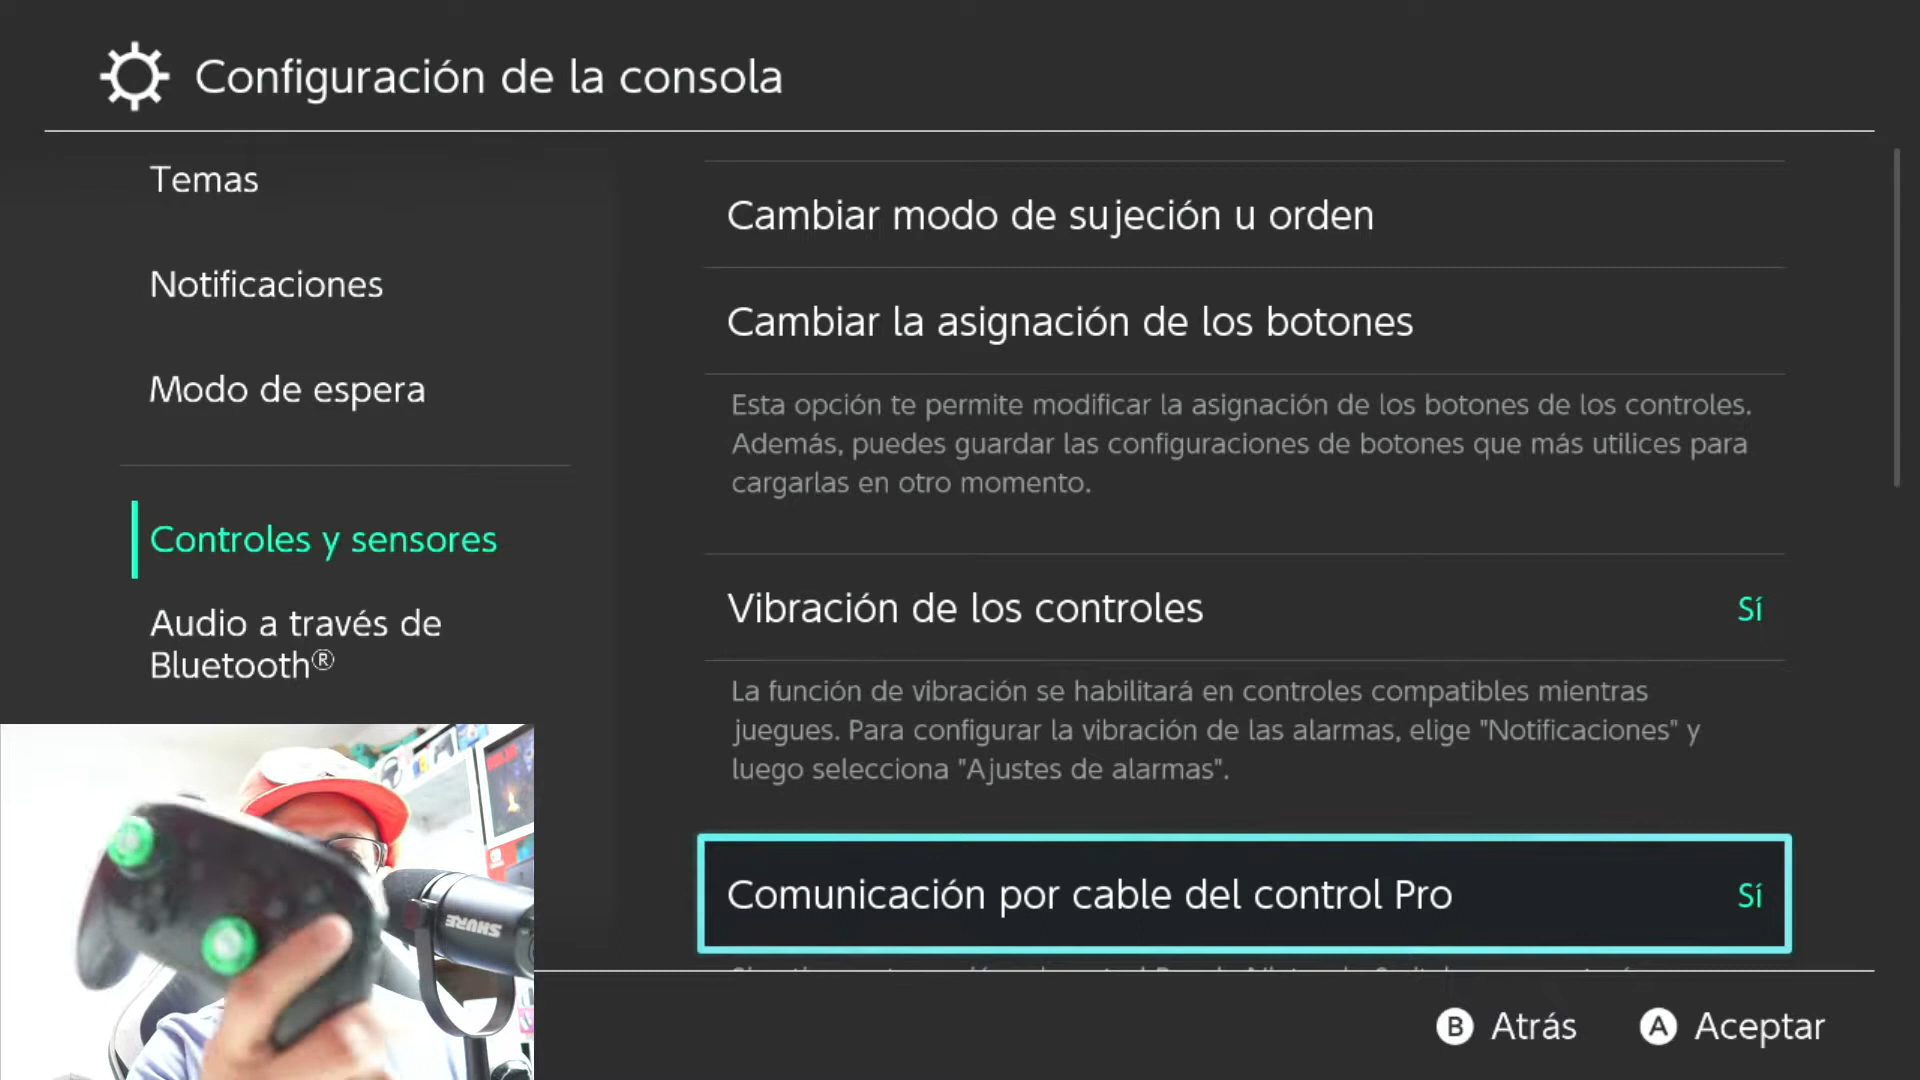 Configuración de la consola
Temas
Notificaciones
Modo de espera
Controles y sensores
Audio a través de
Bluetooth®
Cambiar modo de sujeción u orden
Cambiar la asignación de los botones
Esta opción te permite modificar la asignación de los botones de los controles.
Además, puedes guardar las configuraciones de botones que más utilices para
cargarlas en otro momento.
Vibración de los controles Sí
La función de vibración se habilitará en controles compatibles mientras
juegues. Para configurar la vibración de las alarmas, elige "Notificaciones" y
luego selecciona "Ajustes de alarmas".
Comunicación por cable del control Pro Sí
SHURE
B Atrás A Aceptar